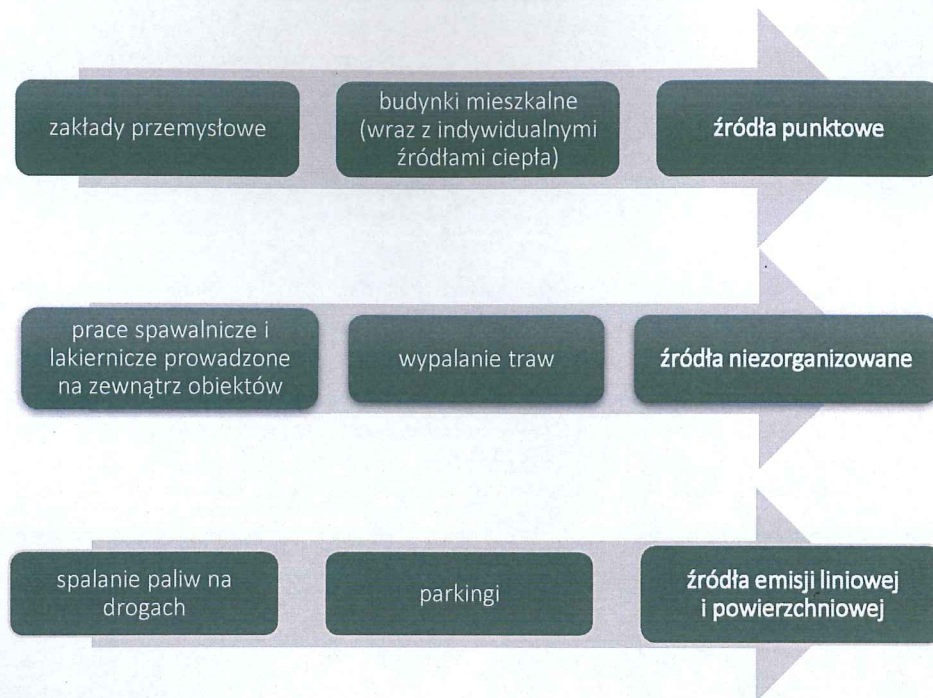 zakłady przemysłowe
budynki mieszkalne
(wraz z indywidualnymi
źródłami ciepła)
źródła punktowe
prace spawalnicze i
lakiernicze prowadzone
na zewnątrz obiektów
wypalanie traw
źródła niezorganizowane
spalanie paliw na
drogach
parkingi
źródła emisji liniowej
i powierzchniowej